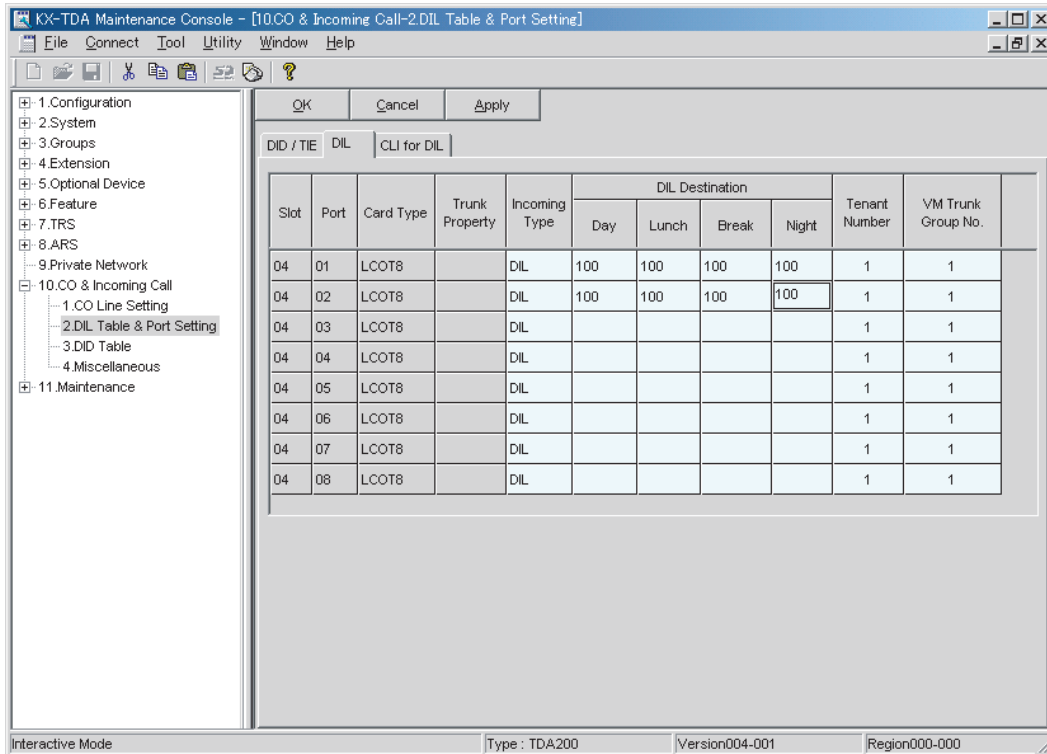 KX-TDA Maintenance Console - [10.CO & Incoming Call-2.DIL Table & Port Setting]
File Connect Tool Utility Window Help
1.Configuration
2.System
3.Groups
4.Extension
5.Optional Device
6.Feature
7.TRS
8.ARS
9.Private Network
10.CO & Incoming Call
1.CO Line Setting
2.DIL Table & Port Setting
3.DID Table
4.Miscellaneous
11.Maintenance
OK Cancel Apply
DID / TIE DIL CLI for DIL
Slot Port Card Type Trunk Property Incoming Type DIL Destination Tenant Number VM Trunk Group No.
Day Lunch Break Night
04 01 LCOT8 DIL 100 100 100 100 1 1
04 02 LCOT8 DIL 100 100 100 100 1 1
04 03 LCOT8 DIL 1 1
04 04 LCOT8 DIL 1 1
04 05 LCOT8 DIL 1 1
04 06 LCOT8 DIL 1 1
04 07 LCOT8 DIL 1 1
04 08 LCOT8 DIL 1 1
Interactive Mode Type : TDA200 Version004-001 Region000-000